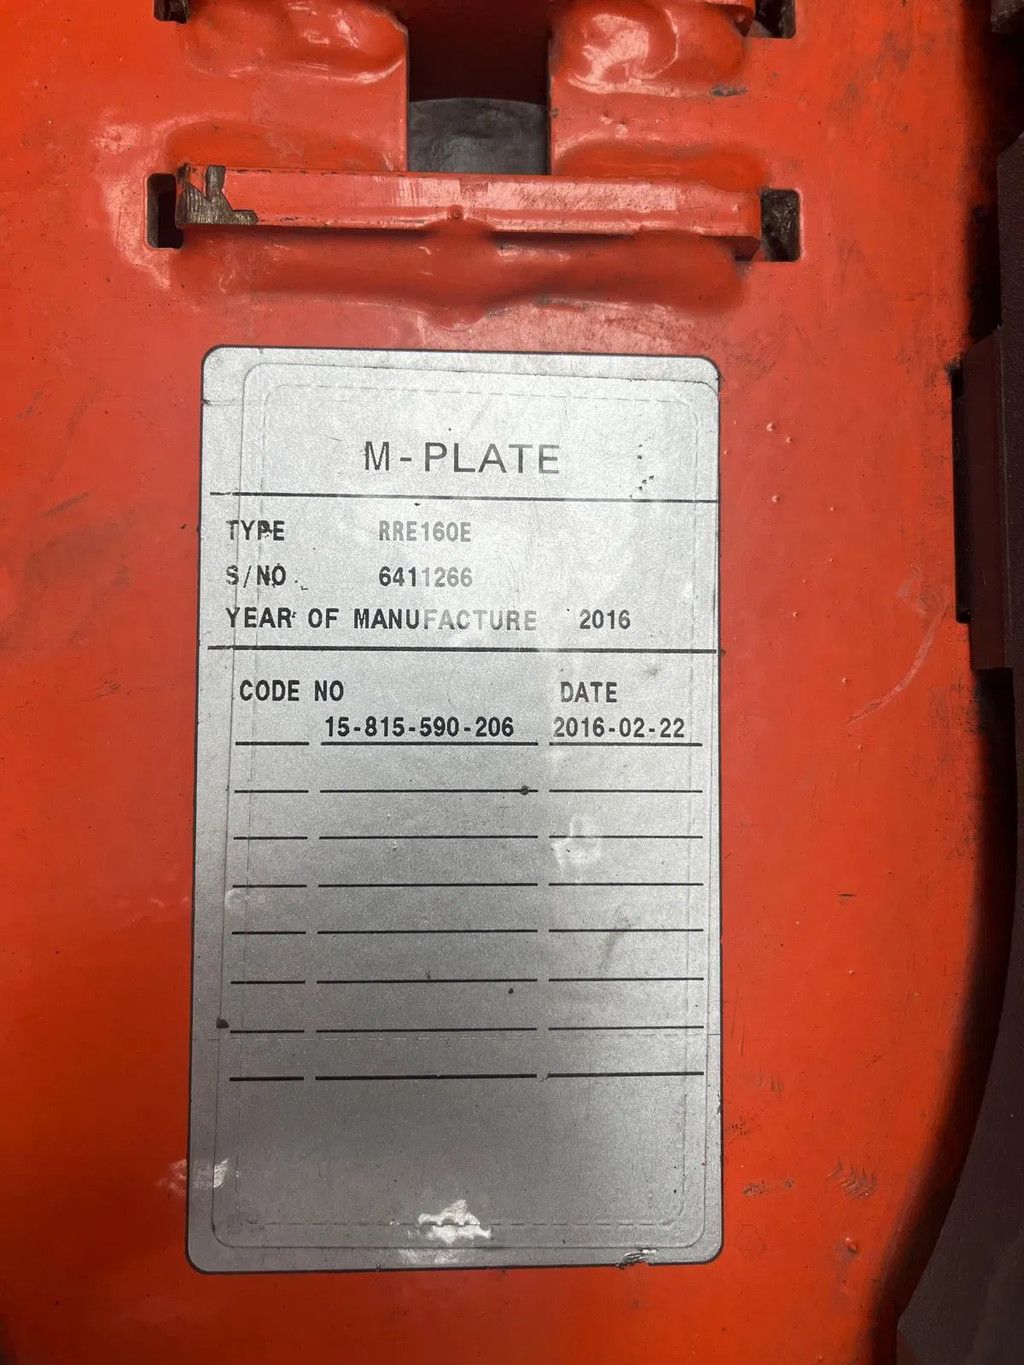 M-PLATE
TYPE RRE160E
S/NO. 6411266
YEAR OF MANUFACTURE 2016
CODE NO DATE
15-815-590-206 2016-02-22